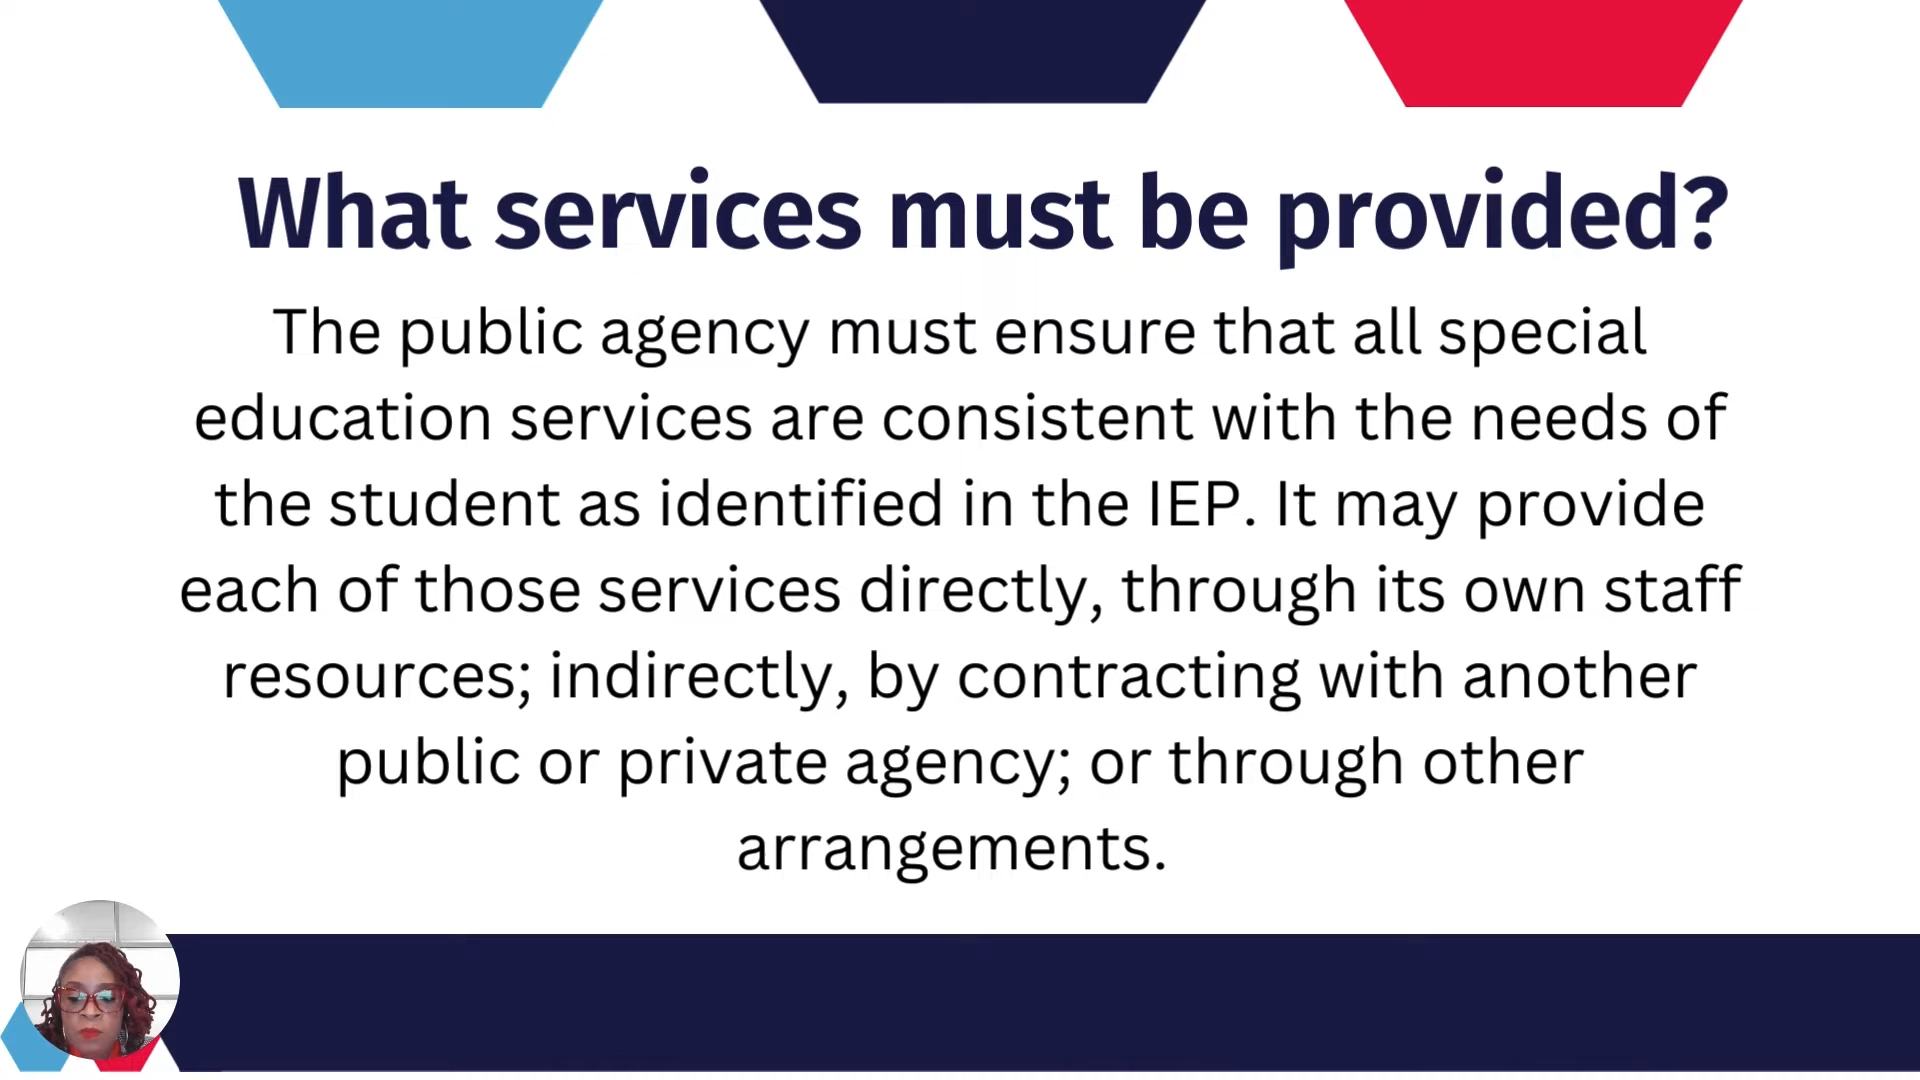 What services must be provided?
The public agency must ensure that all special
education services are consistent with the needs of
the student as identified in the IEP. It may provide
each of those services directly, through its own staff
resources; indirectly, by contracting with another
public or private agency; or through other
arrangements.